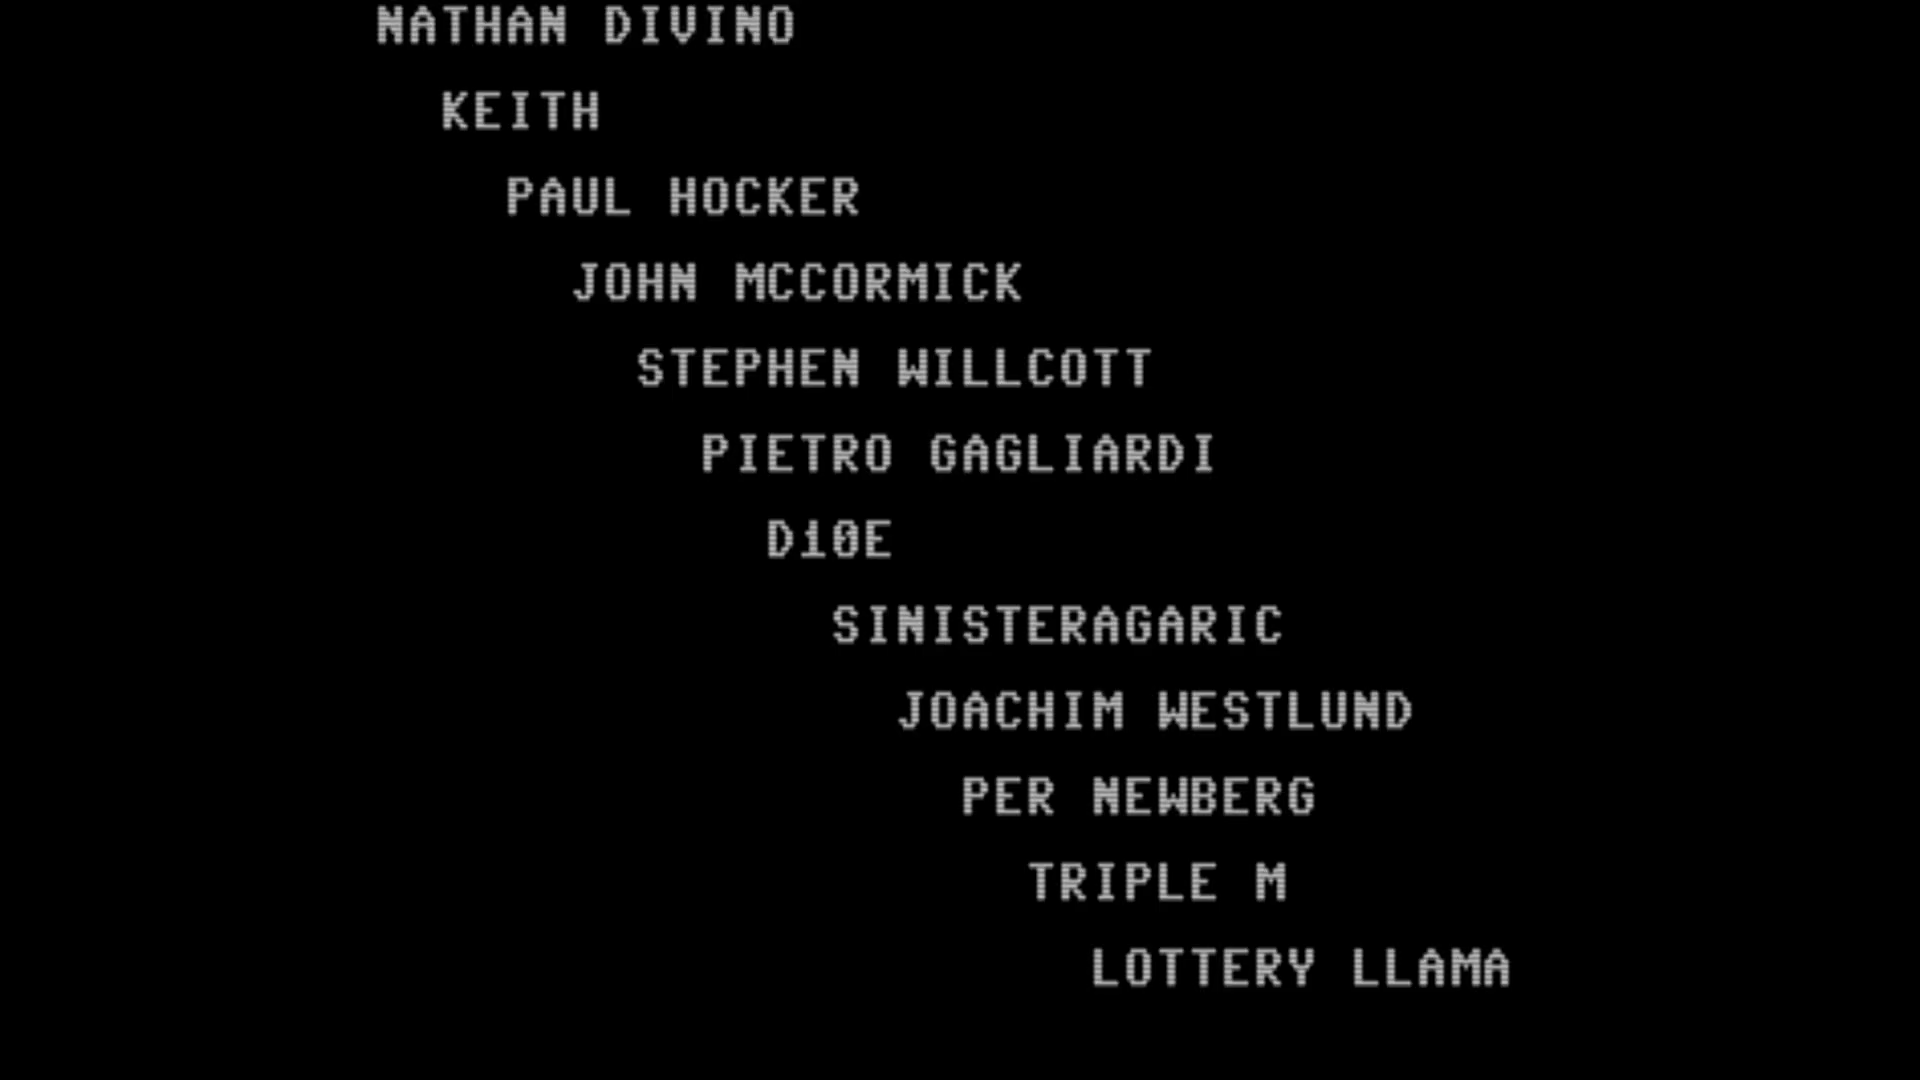 NATHAN DIVINO
KEITH
PAUL HOCKER
JOHN MCCORMICK
STEPHEN WILLCOTT
PIETRO GAGLIARDI
D10E
SINISTERAGARIC
JOACHIM WESTLUND
PER NEWBERG
TRIPLE M
LOTTERY LLAMA